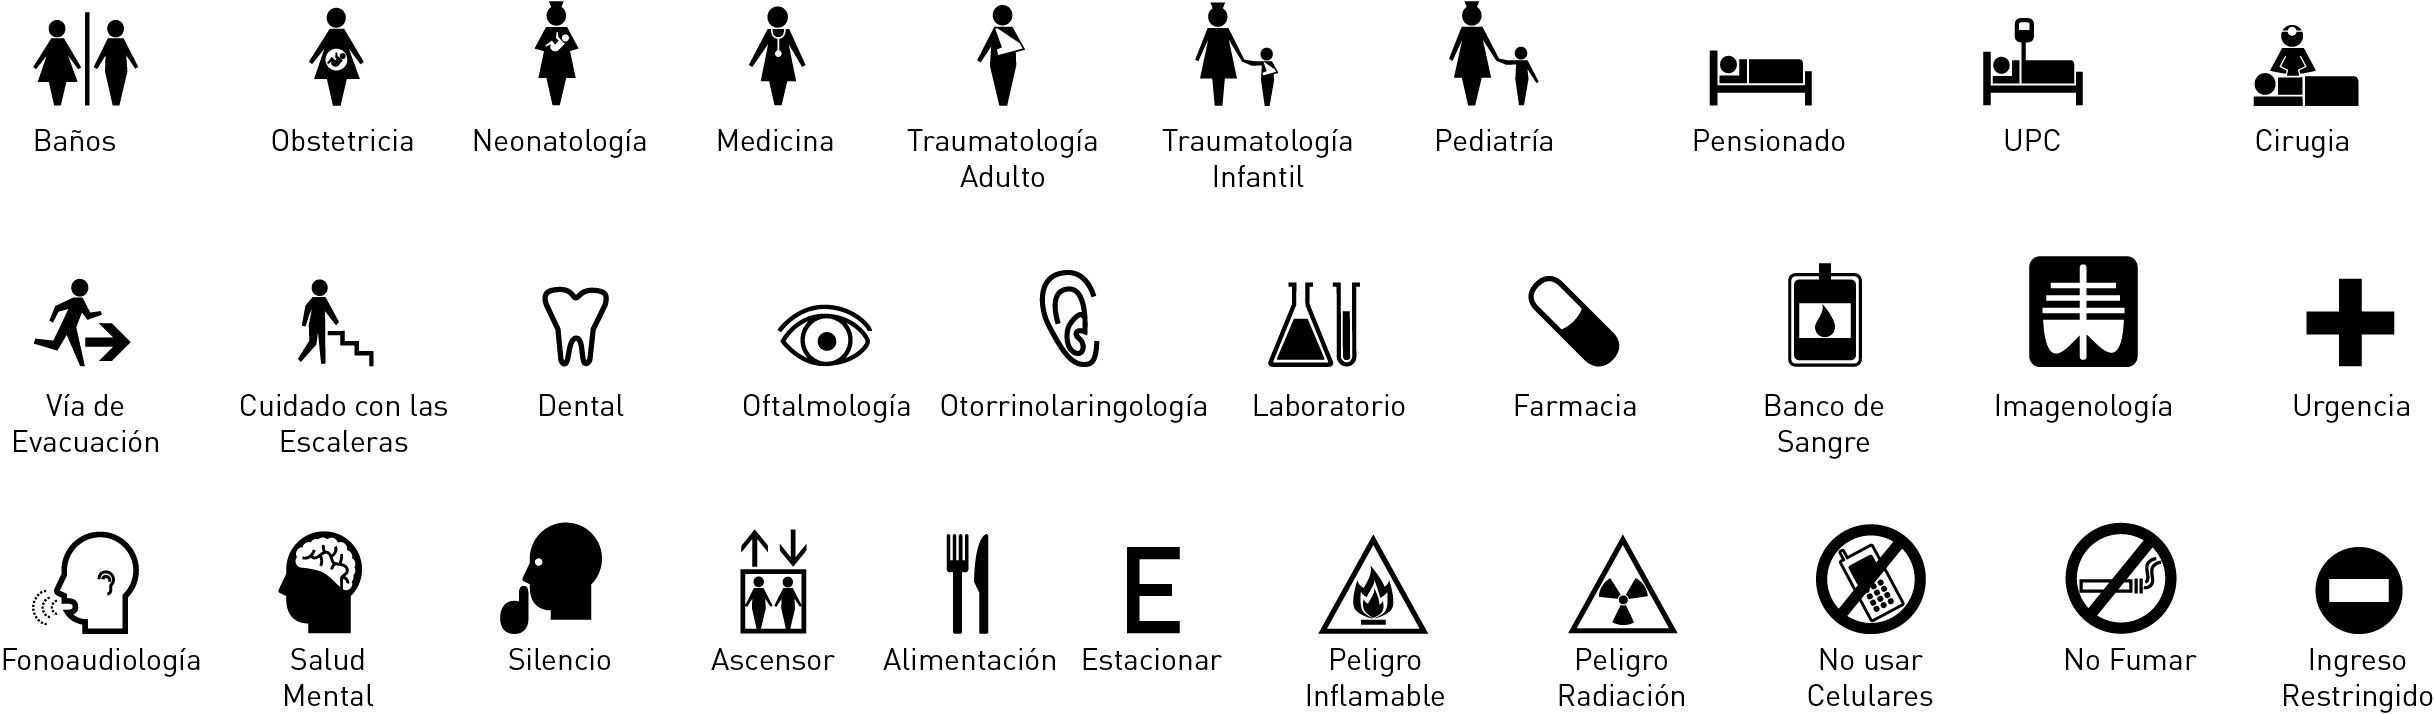 Baños
Obstetricia
Neonatología
Medicina
Traumatología
Adulto
Traumatología
Infantil
Pediatría
Pensionado
UPC
Cirugia
Vía de
Evacuación
Cuidado con las
Escaleras
Dental
Oftalmología
Otorrinolaringología
Laboratorio
Farmacia
Banco de
Sangre
Imagenología
Urgencia
Fonoaudiología
Salud
Mental
Silencio
Ascensor
Alimentación
E
Estacionar
Peligro
Inflamable
Peligro
Radiación
No usar
Celulares
No Fumar
Ingreso
Restringido